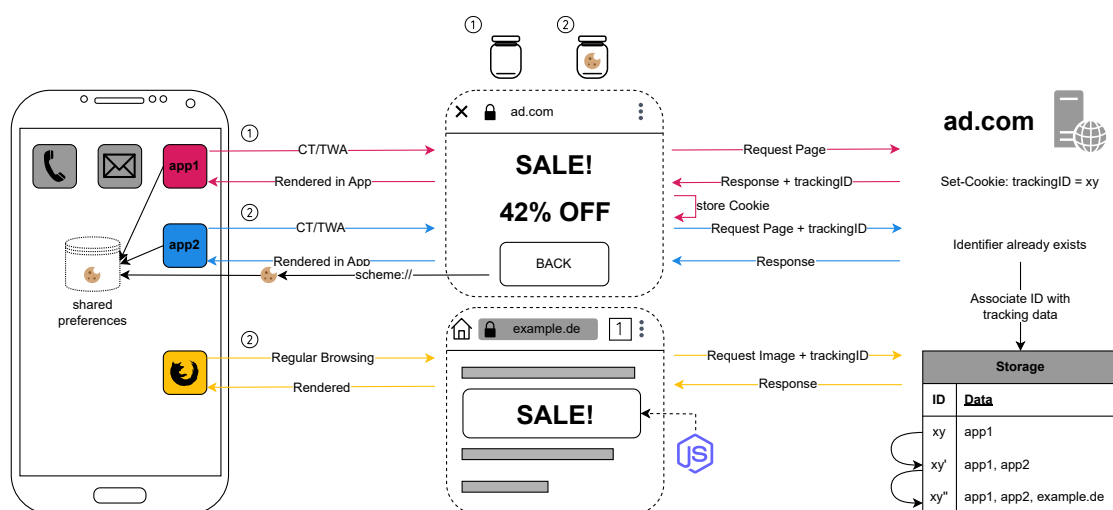 ①
②
ad.com
ad.com
①
CT/TWA
Request Page
SALE!
app1
Rendered in App
Response + trackingID
Set-Cookie: trackingID = xy
42% OFF
store Cookie
②
CT/TWA
Request Page + trackingID
app2
Identifier already exists
Rendered in App
BACK
Response
scheme://
shared
preferences
Associate ID with
tracking data
②
example.de
1
Regular Browsing
Request Image + trackingID
Storage
Rendered
Response
ID Data
SALE!
xy app1
JS
xy' app1, app2
xy" app1, app2, example.de